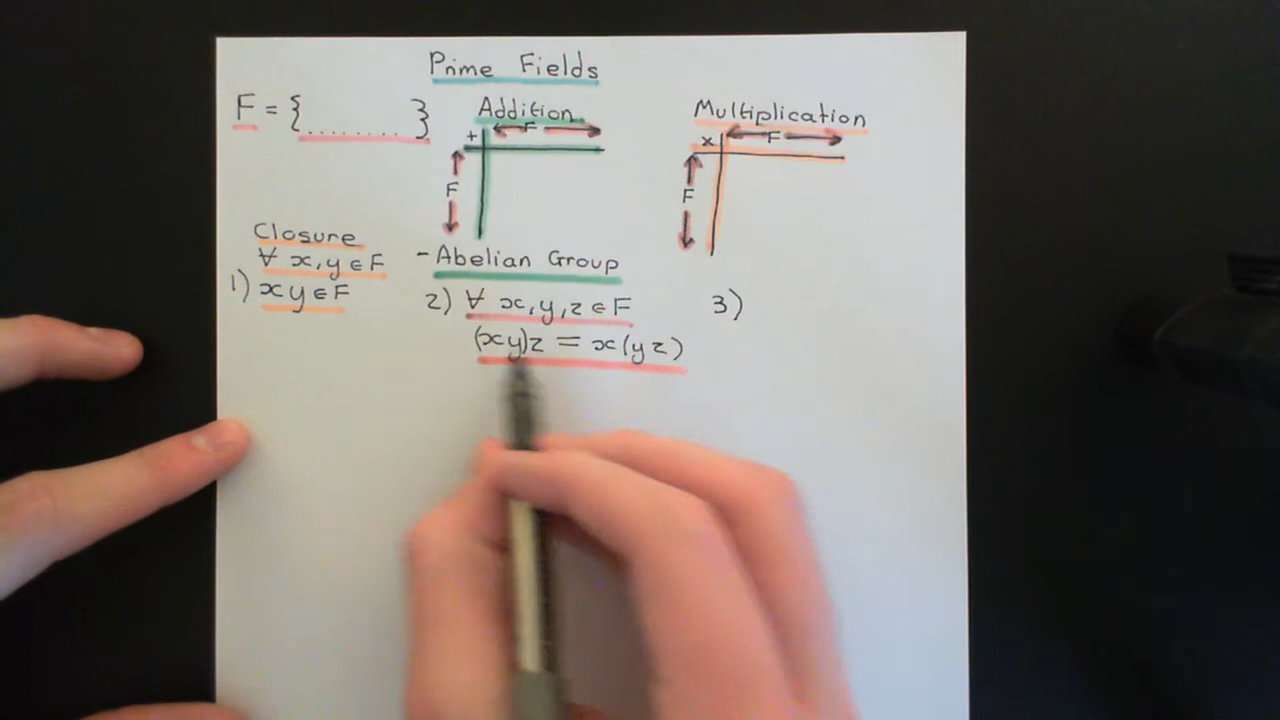 Prime Fields
F = {.........}
Addition
+ F
F
Multiplication
x F
F
- Abelian Group
Closure
∀ x, y ∈ F
1) xy ∈ F
2) ∀ x, y, z ∈ F
(xy)z = x(yz)
3)